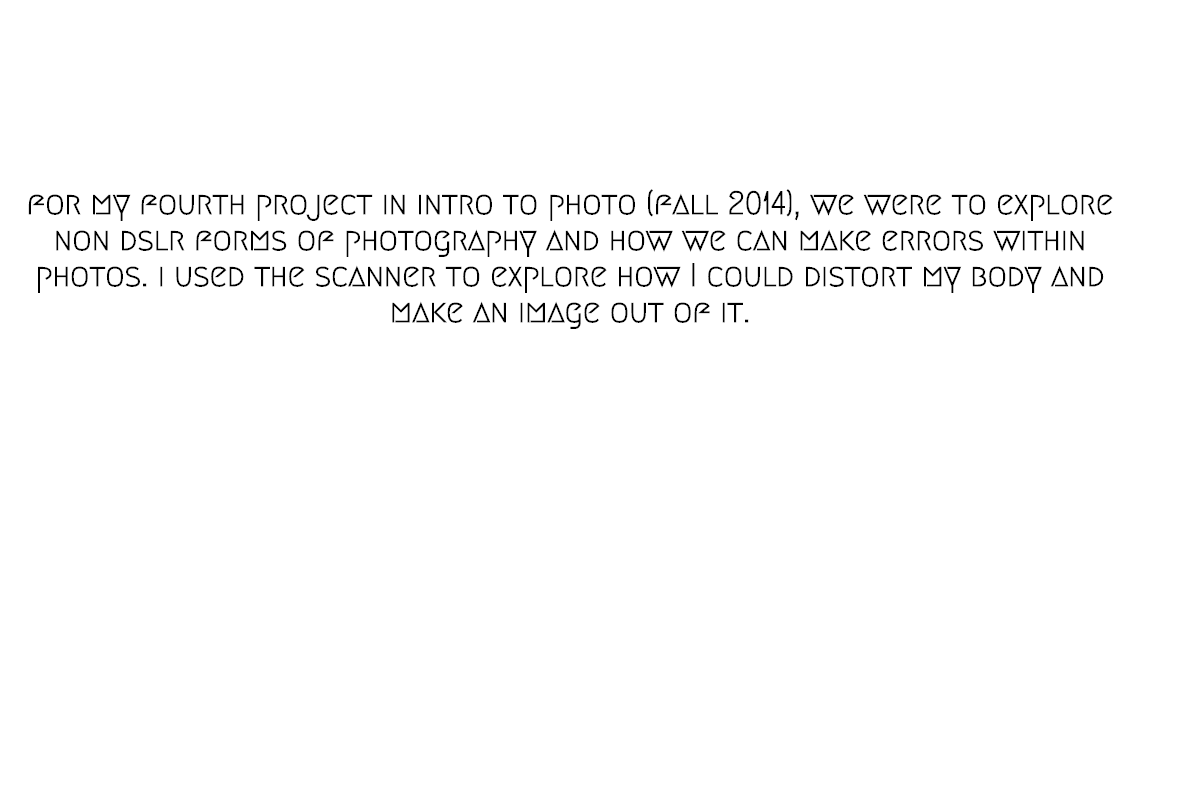 FOR MY FOURTH PROJECT IN INTRO TO PHOTO (FALL 2014), WE WERE TO EXPLORE
NON DSLR FORMS OF PHOTOGRAPHY AND HOW WE CAN MAKE ERRORS WITHIN
PHOTOS. I USED THE SCANNER TO EXPLORE HOW I COULD DISTORT MY BODY AND
MAKE AN IMAGE OUT OF IT.